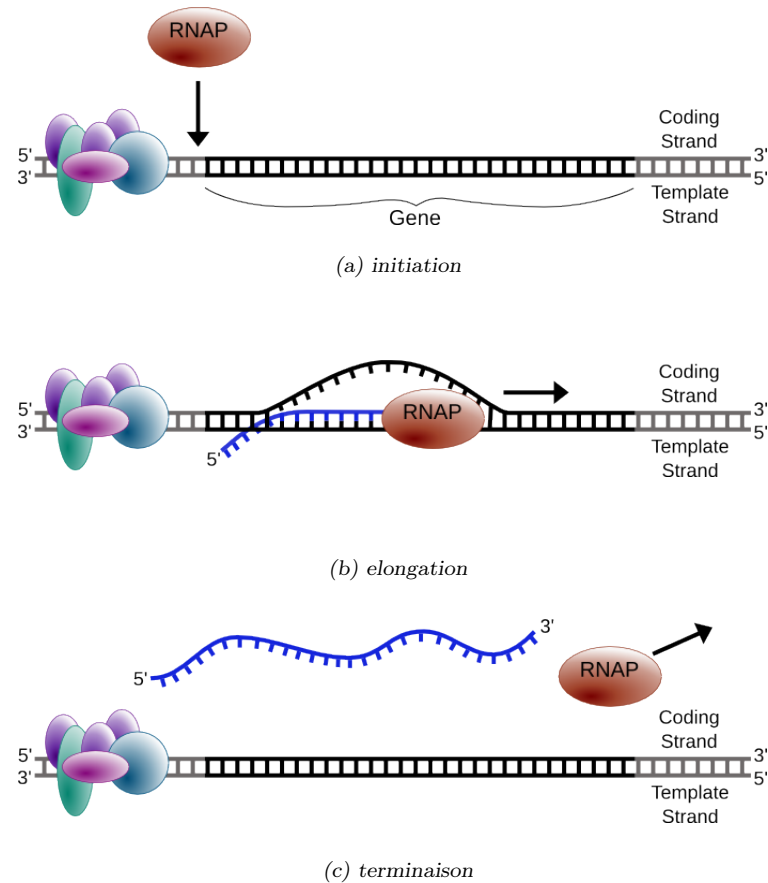 RNAP
Coding
Strand
5' 3'
3' 5'
Template
Strand
Gene
(a) initiation
Coding
Strand
RNAP
5' 3'
3' 5'
Template
Strand
5'
(b) elongation
3'
RNAP
5'
Coding
Strand
5' 3'
3' 5'
Template
Strand
(c) terminaison